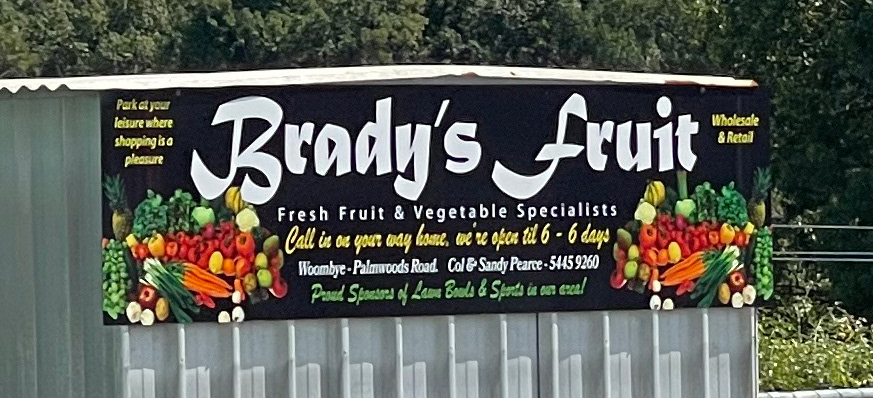 Park at your
leisure where
shopping is a
pleasure
Brady's Fruit
Wholesale
& Retail
Fresh Fruit & Vegetable Specialists
Call in on your way home, we're open til 6 - 6 days
Woombye - Palmwoods Road. Col & Sandy Pearce - 5445 9260
Proud Sponsors of Lawn Bowls & Sports in our area!